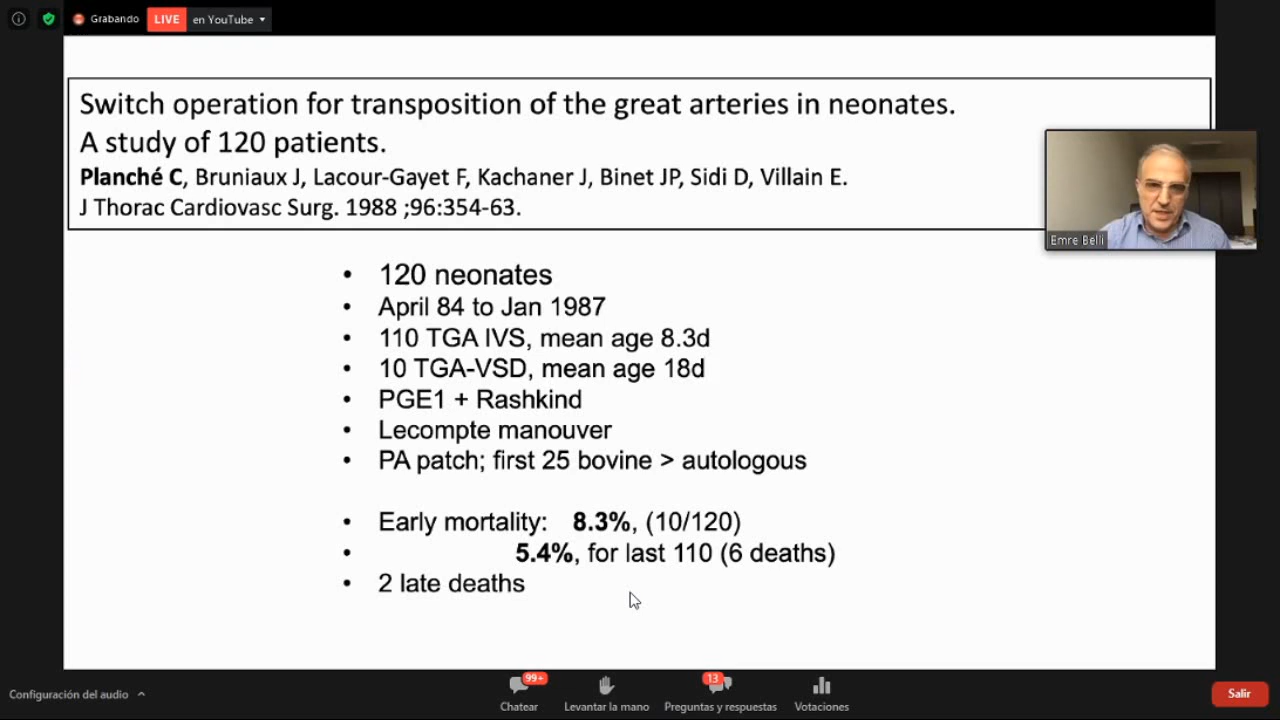 Grabando
LIVE en YouTube
Switch operation for transposition of the great arteries in neonates.
A study of 120 patients.
Planché C, Bruniaux J, Lacour-Gayet F, Kachaner J, Binet JP, Sidi D, Villain E.
J Thorac Cardiovasc Surg. 1988 ;96:354-63.
Emre Belli
• 120 neonates
• April 84 to Jan 1987
• 110 TGA IVS, mean age 8.3d
• 10 TGA-VSD, mean age 18d
• PGE1 + Rashkind
• Lecompte manouver
• PA patch; first 25 bovine > autologous
• Early mortality: 8.3%, (10/120)
• 5.4%, for last 110 (6 deaths)
• 2 late deaths
Configuración del audio
99+
Chatear
Levantar la mano
13
Preguntas y respuestas
Votaciones
Salir